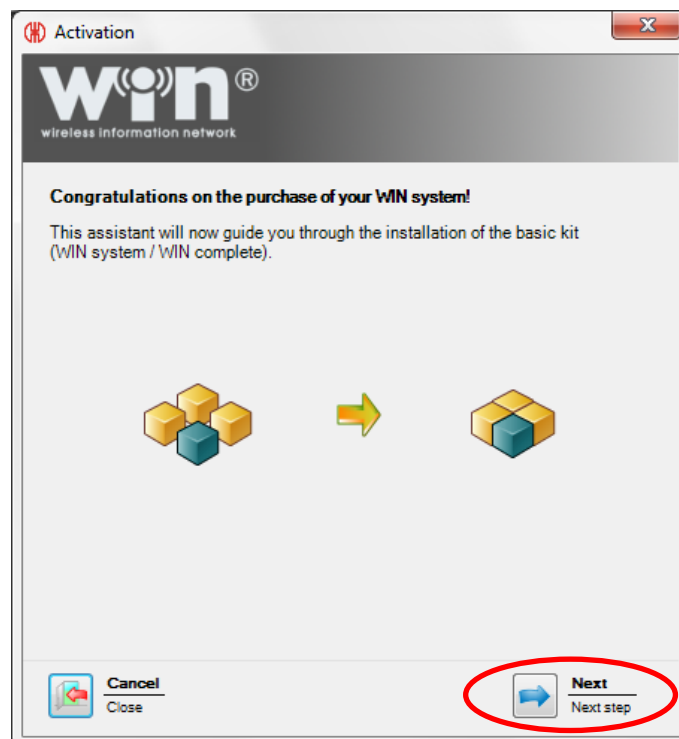 Activation
WIN®
wireless information network
Congratulations on the purchase of your WIN system!
This assistant will now guide you through the installation of the basic kit
(WIN system / WIN complete).
Cancel
Close
Next
Next step